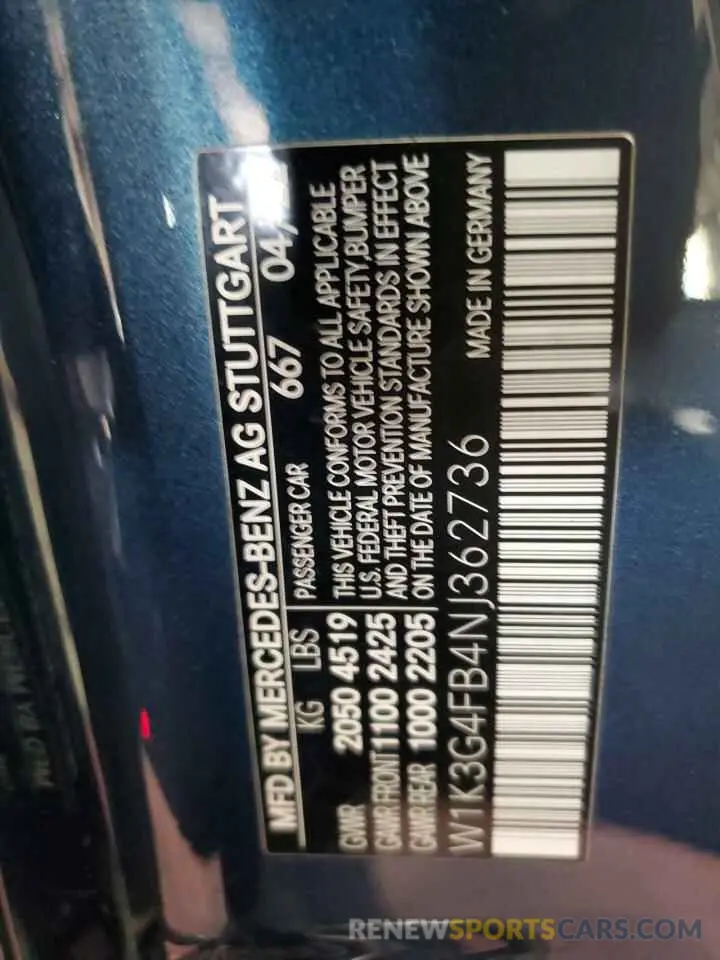 MFD BY MERCEDES-BENZ AG STUTTGART
KG LBS
667 04/
GWR 2050 4519
GAWR FRONT 1100 2425
GAWR REAR 1000 2205
PASSENGER CAR
THIS VEHICLE CONFORMS TO ALL APPLICABLE
U.S. FEDERAL MOTOR VEHICLE SAFETY,BUMPER
AND THEFT PREVENTION STANDARDS IN EFFECT
ON THE DATE OF MANUFACTURE SHOWN ABOVE
W1K3G4FB4NJ362736 MADE IN GERMANY
RENEWSPORTSCARS.COM